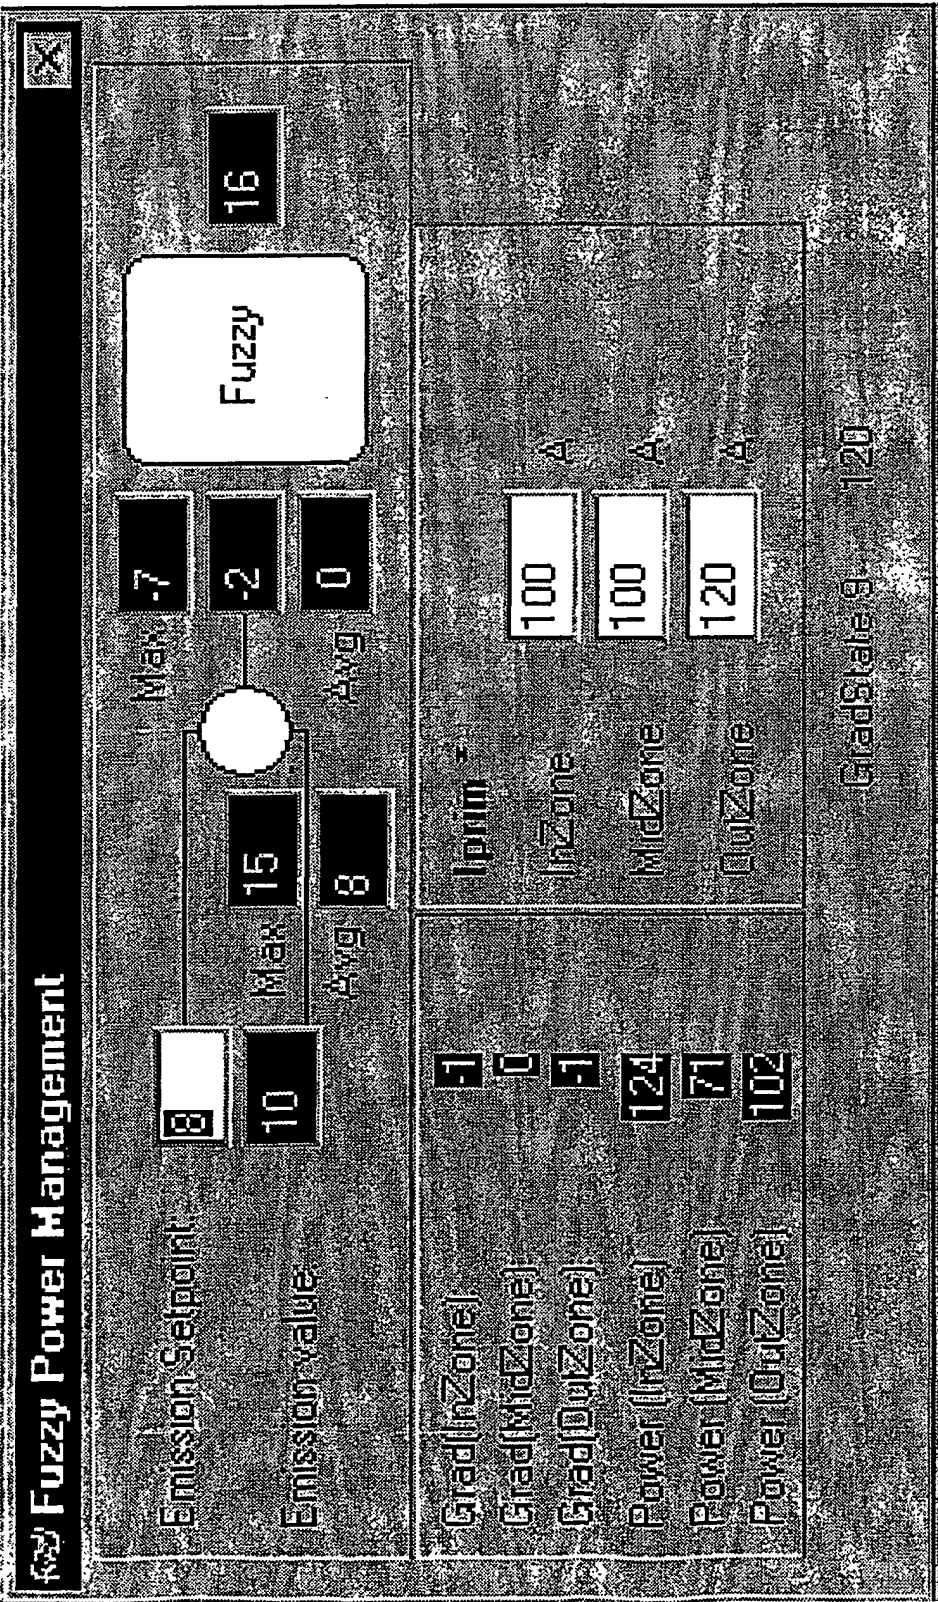 fuzzy Fuzzy Power Management X
Max -7
Emission Setpoint 8
-2 Fuzzy 16
Emission value 10
Max 15
Avg 8
Avg 0
Grad(InZone) -1
Grad(MidZone) 0
Grad(OutZone) -1
Power (InZone) 124
Power (MidZone) 71
Power (OutZone) 102
Iprim -
InZone 100 A
MidZone 100 A
OutZone 120 A
GradState 9 120